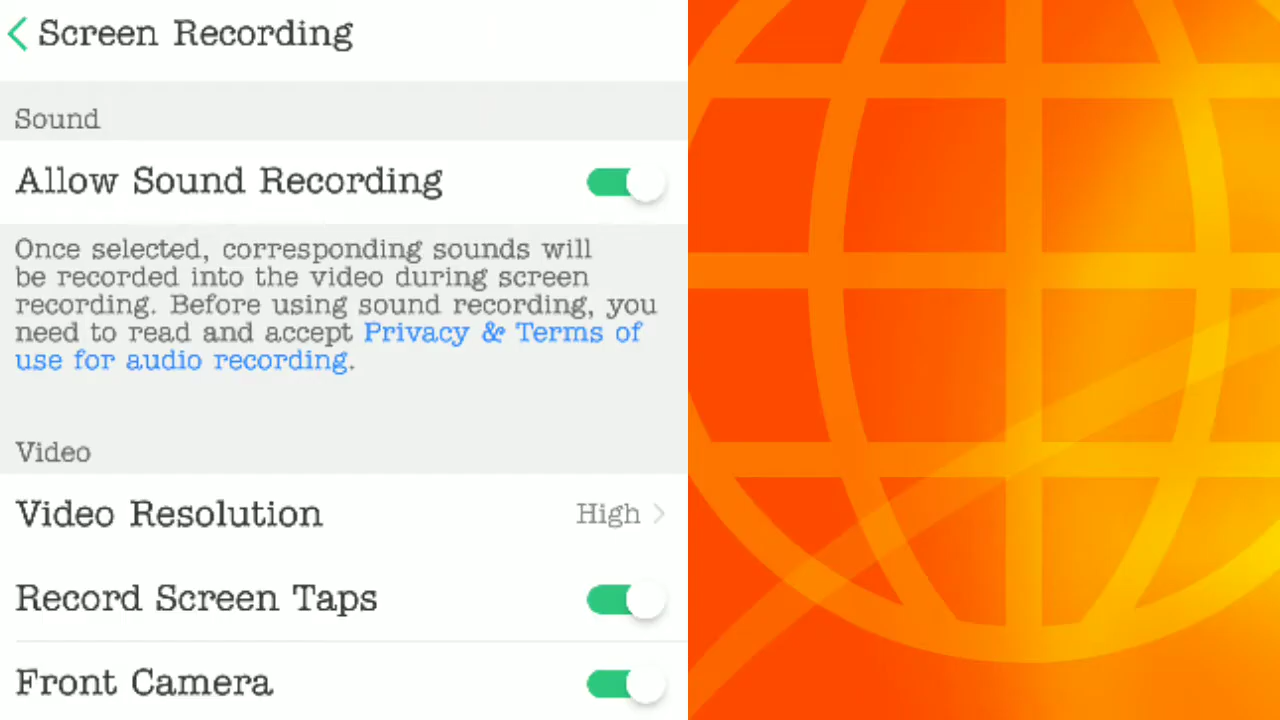 Screen Recording
Sound
Allow Sound Recording
Once selected, corresponding sounds will
be recorded into the video during screen
recording. Before using sound recording, you
need to read and accept Privacy & Terms of
use for audio recording.
Video
Video Resolution High
Record Screen Taps
Front Camera